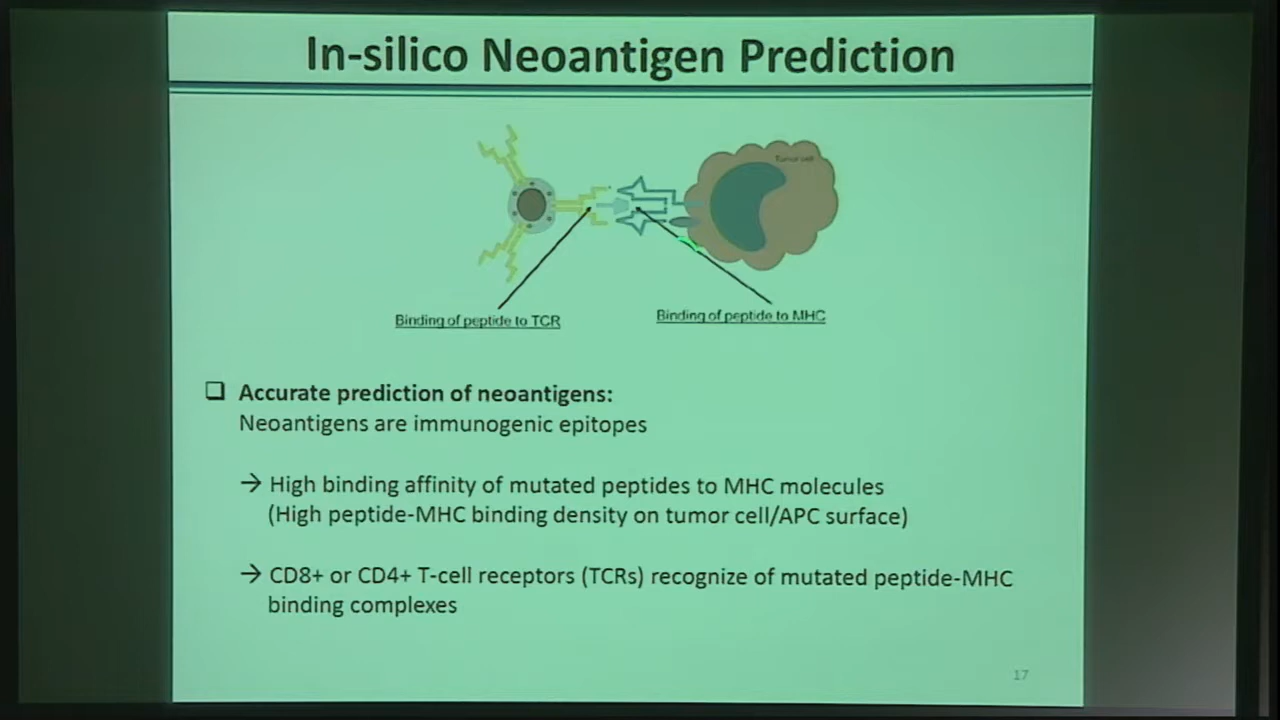 In-silico Neoantigen Prediction
Tumor cell
Binding of peptide to TCR
Binding of peptide to MHC
❑ Accurate prediction of neoantigens:
Neoantigens are immunogenic epitopes
→ High binding affinity of mutated peptides to MHC molecules
(High peptide-MHC binding density on tumor cell/APC surface)
→ CD8+ or CD4+ T-cell receptors (TCRs) recognize of mutated peptide-MHC
binding complexes
17